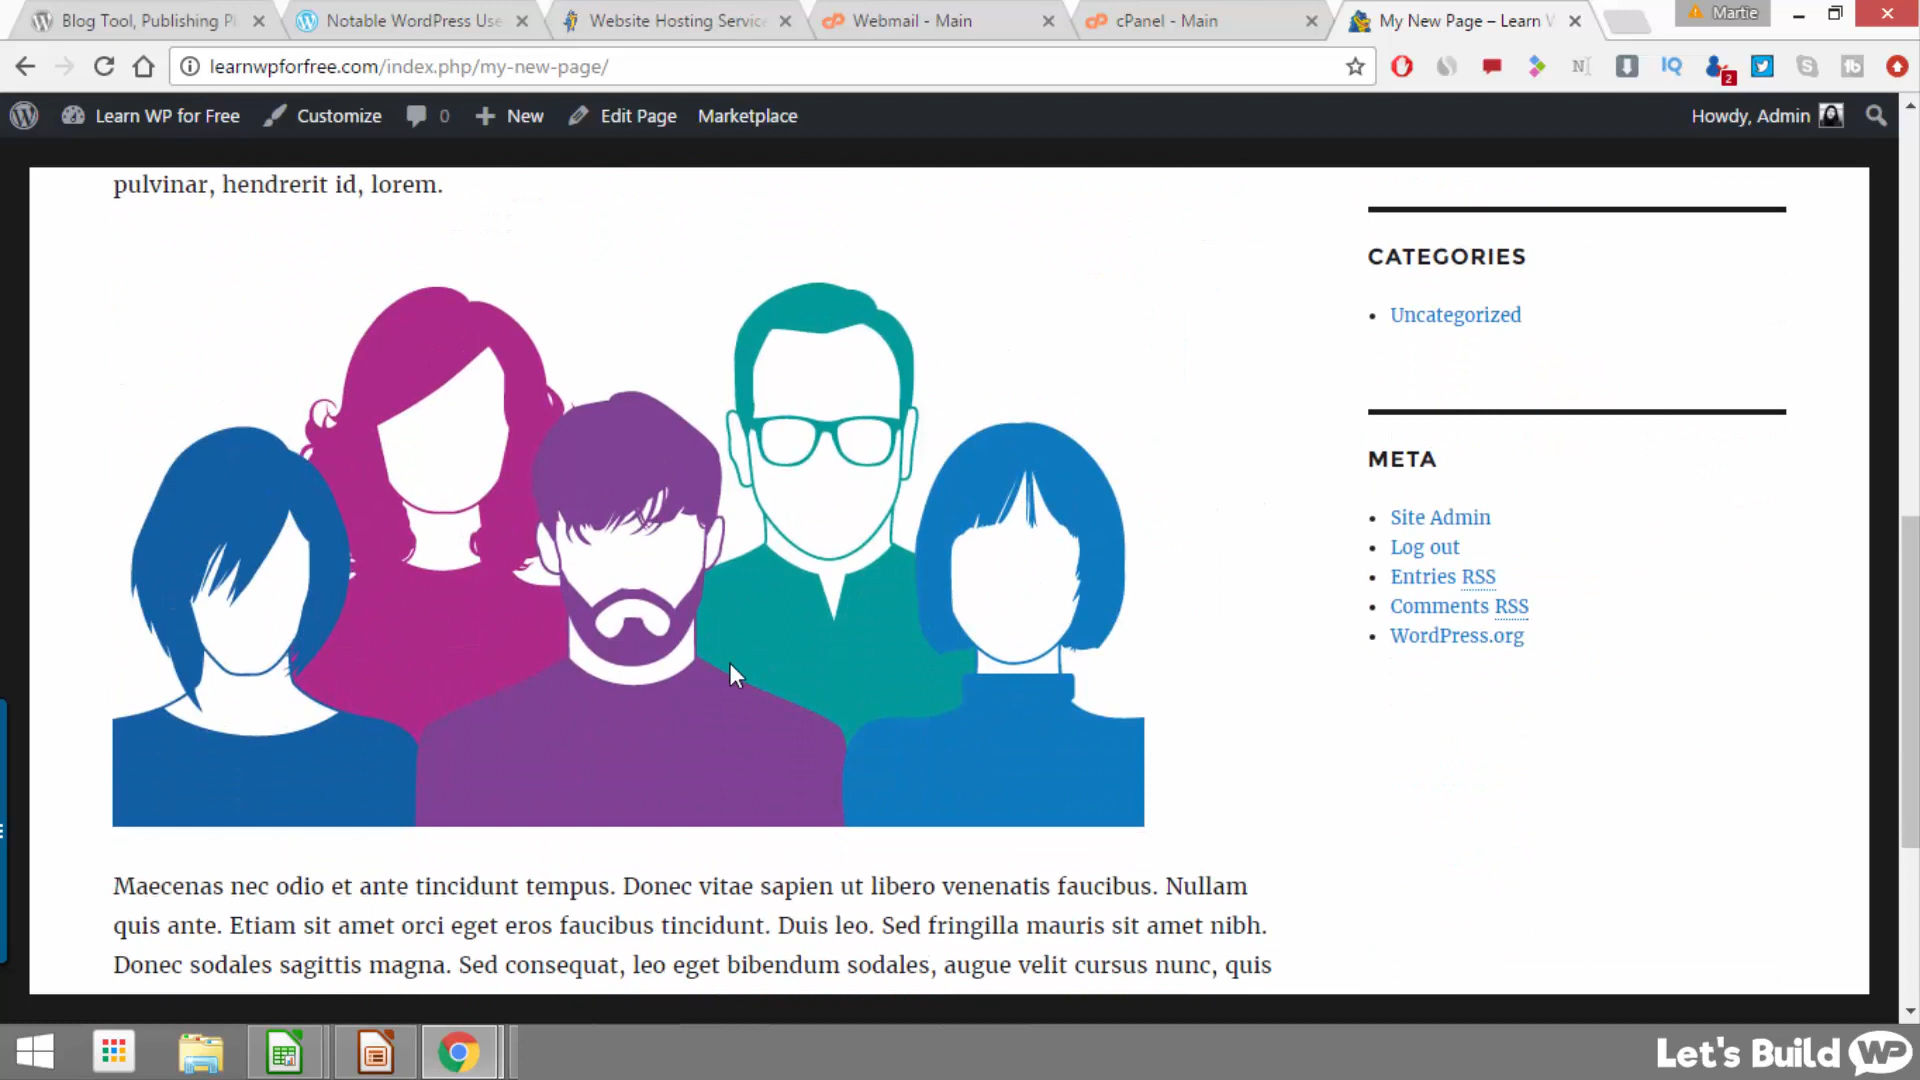 Blog Tool, Publishing Pl
Notable WordPress Use
Website Hosting Servic
Webmail - Main
cPanel - Main
My New Page – Learn W
Martie
learnwpforfree.com/index.php/my-new-page/
IQ
2
Learn WP for Free
Customize
0
New
Edit Page
Marketplace
Howdy, Admin
pulvinar, hendrerit id, lorem.
CATEGORIES
Uncategorized
META
Site Admin
Log out
Entries RSS
Comments RSS
WordPress.org
Maecenas nec odio et ante tincidunt tempus. Donec vitae sapien ut libero venenatis faucibus. Nullam
quis ante. Etiam sit amet orci eget eros faucibus tincidunt. Duis leo. Sed fringilla mauris sit amet nibh.
Donec sodales sagittis magna. Sed consequat, leo eget bibendum sodales, augue velit cursus nunc, quis
Let's Build WP